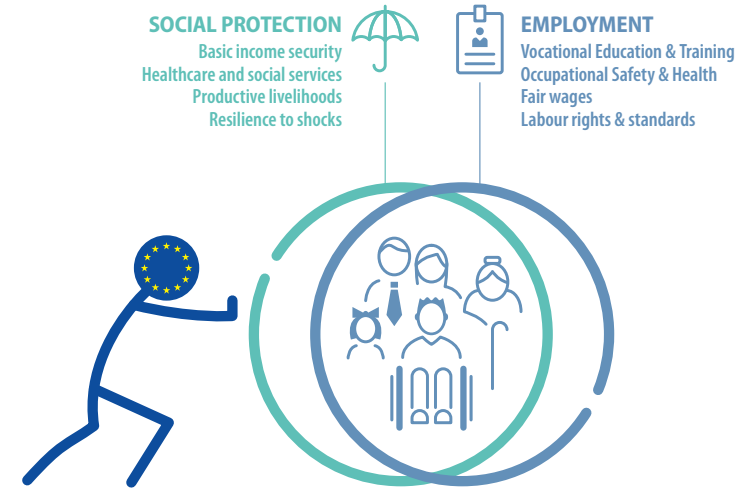 SOCIAL PROTECTION
Basic income security
Healthcare and social services
Productive livelihoods
Resilience to shocks
EMPLOYMENT
Vocational Education & Training
Occupational Safety & Health
Fair wages
Labour rights & standards